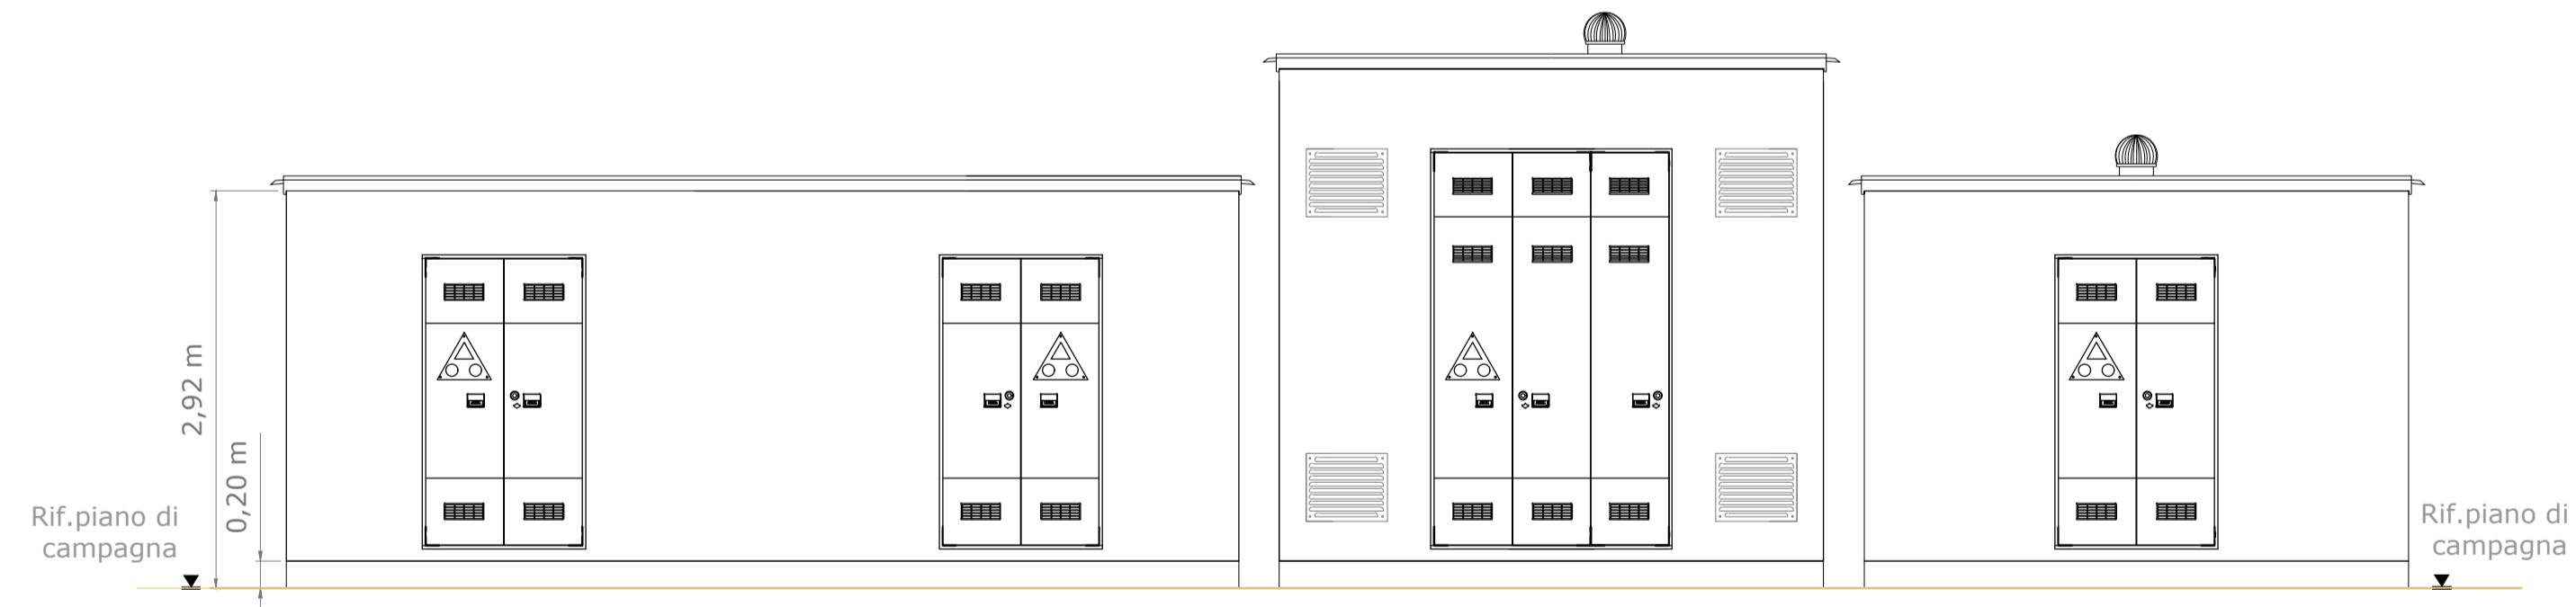 2,92 m
0,20 m
Rif.piano di
campagna
Rif.piano di
campagna